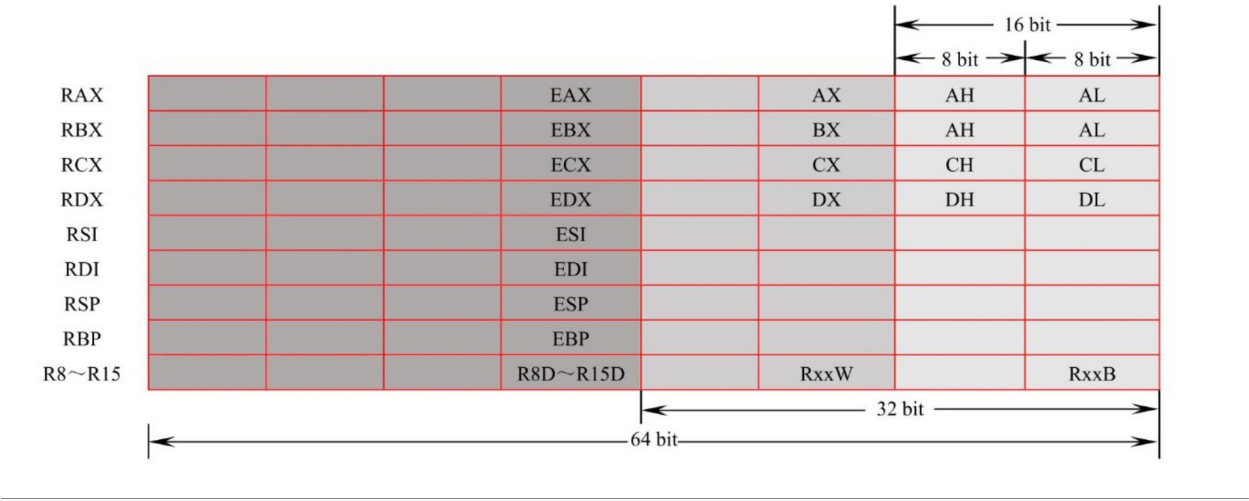 16 bit
8 bit 8 bit
RAX EAX AX AH AL
RBX EBX BX AH AL
RCX ECX CX CH CL
RDX EDX DX DH DL
RSI ESI
RDI EDI
RSP ESP
RBP EBP
R8～R15 R8D～R15D RxxW RxxB
32 bit
64 bit